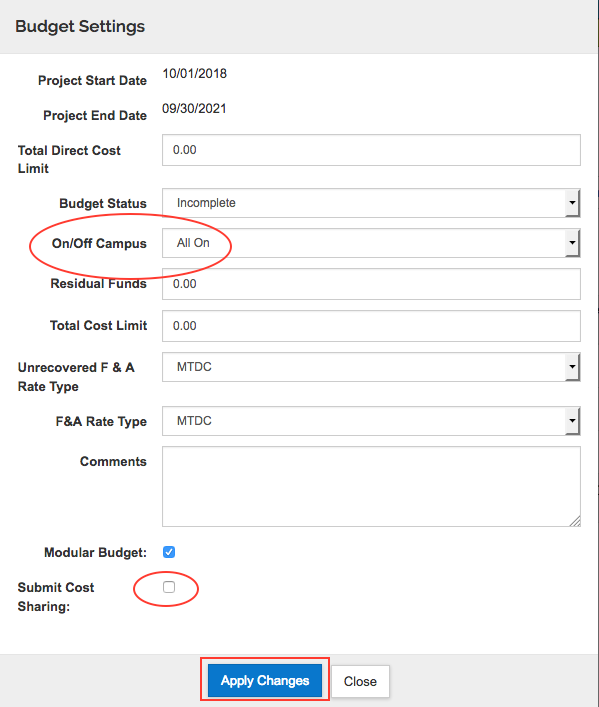 Budget Settings
Project Start Date 10/01/2018
Project End Date 09/30/2021
Total Direct Cost
Limit
0.00
Budget Status Incomplete
On/Off Campus All On
Residual Funds 0.00
Total Cost Limit 0.00
Unrecovered F & A
Rate Type
MTDC
F&A Rate Type MTDC
Comments
Modular Budget:
Submit Cost
Sharing:
Apply Changes Close